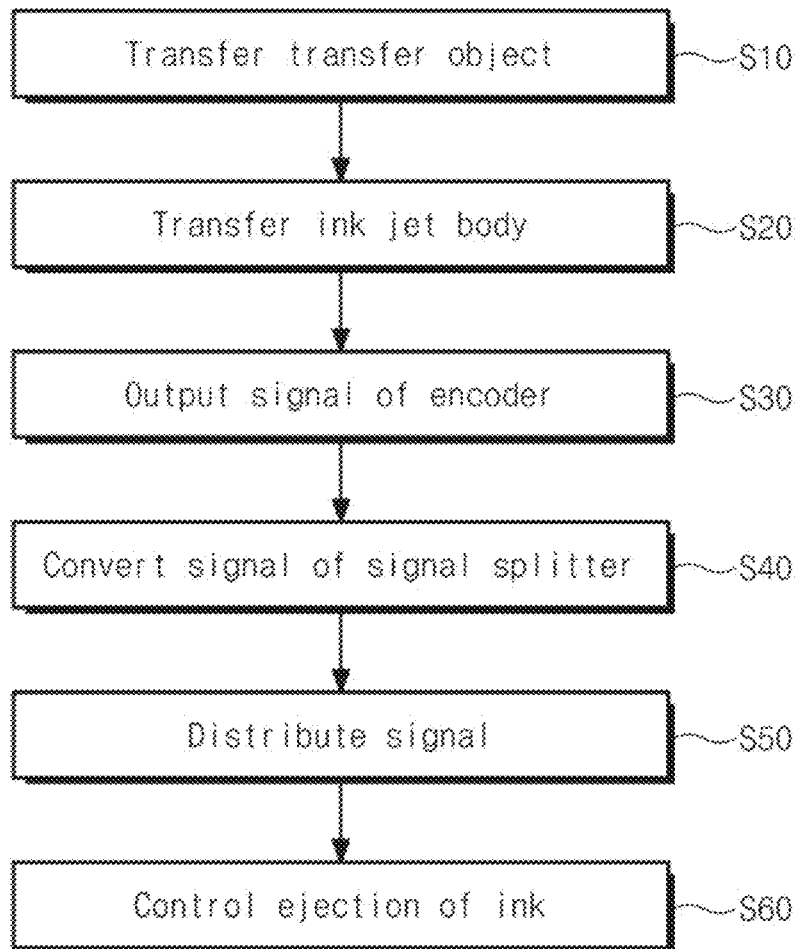 Transfer transfer object S10
Transfer ink jet body S20
Output signal of encoder S30
Convert signal of signal splitter S40
Distribute signal S50
Control ejection of ink S60